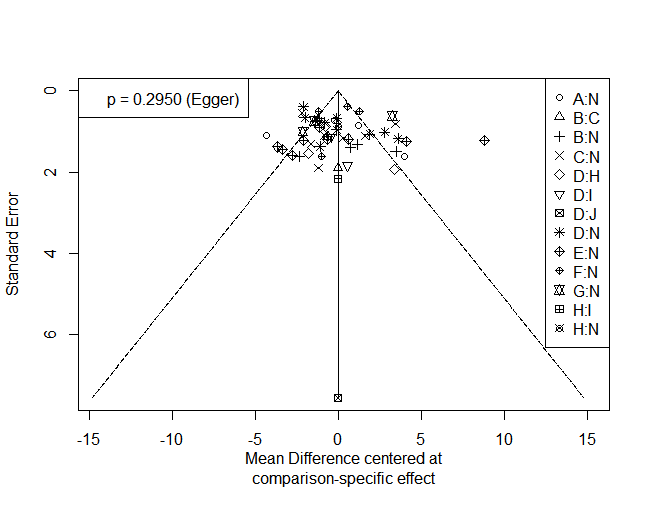 p = 0.2950 (Egger)
A:N
B:C
B:N
C:N
D:H
D:I
D:J
D:N
E:N
F:N
G:N
H:I
H:N
Standard Error
0
2
4
6
-15
-10
-5
0
5
10
15
Mean Difference centered at
comparison-specific effect